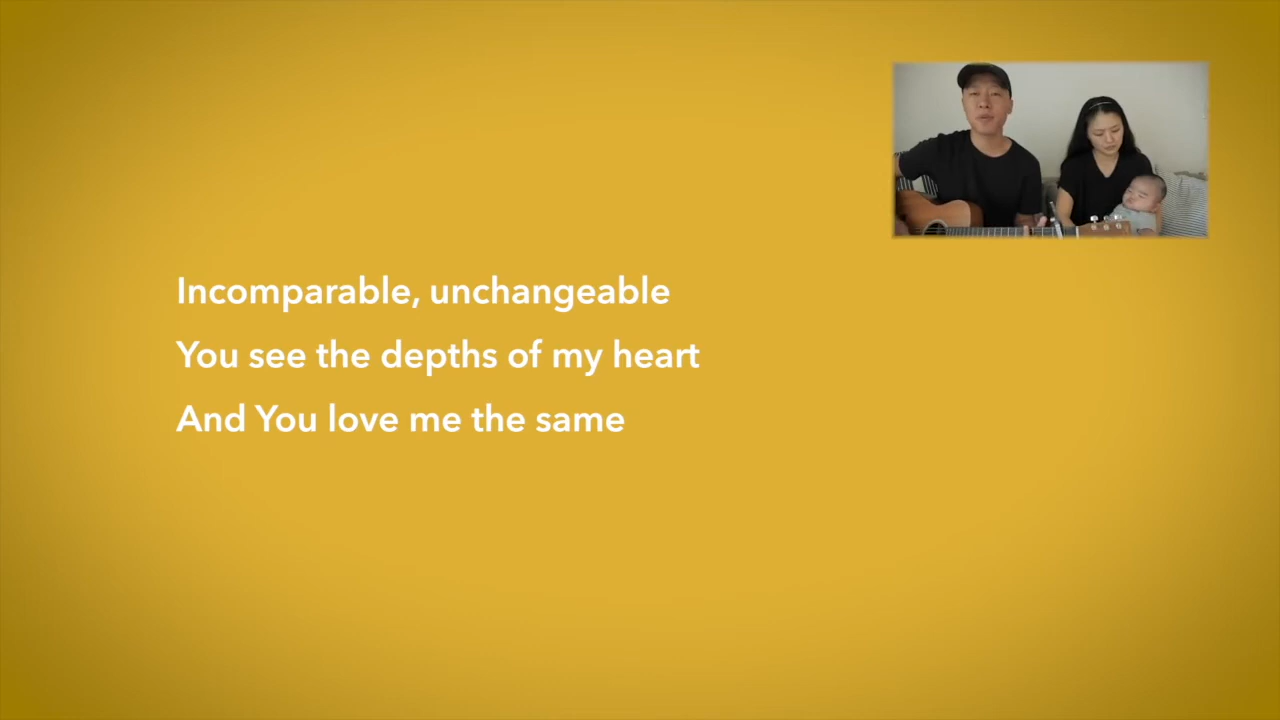 Incomparable, unchangeable
You see the depths of my heart
And You love me the same